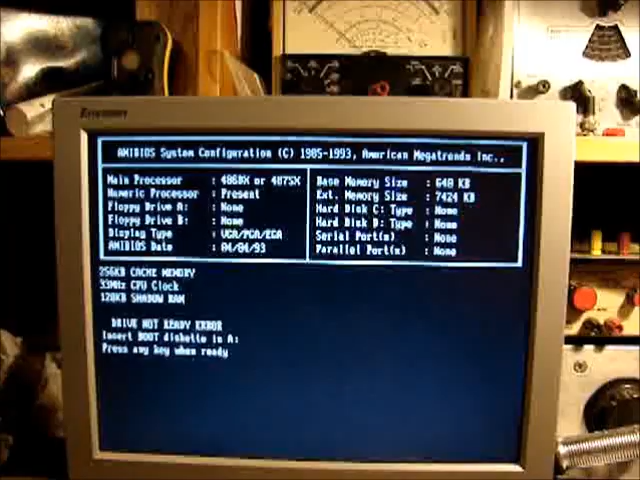 AMIBIOS System Configuration (C) 1985-1993, American Megatrends Inc.,
Main Processor : 486DX or 487SX
Numeric Processor : Present
Floppy Drive A: : None
Floppy Drive B: : None
Display Type : VGA/PGA/EGA
AMIBIOS Date : 04/04/93
Base Memory Size : 640 KB
Ext. Memory Size : 7424 KB
Hard Disk C: Type : None
Hard Disk D: Type : None
Serial Port(s) : None
Parallel Port(s) : None
256KB CACHE MEMORY
33MHz CPU Clock
128KB SHADOW RAM
DRIVE NOT READY ERROR
Insert BOOT diskette in A:
Press any key when ready